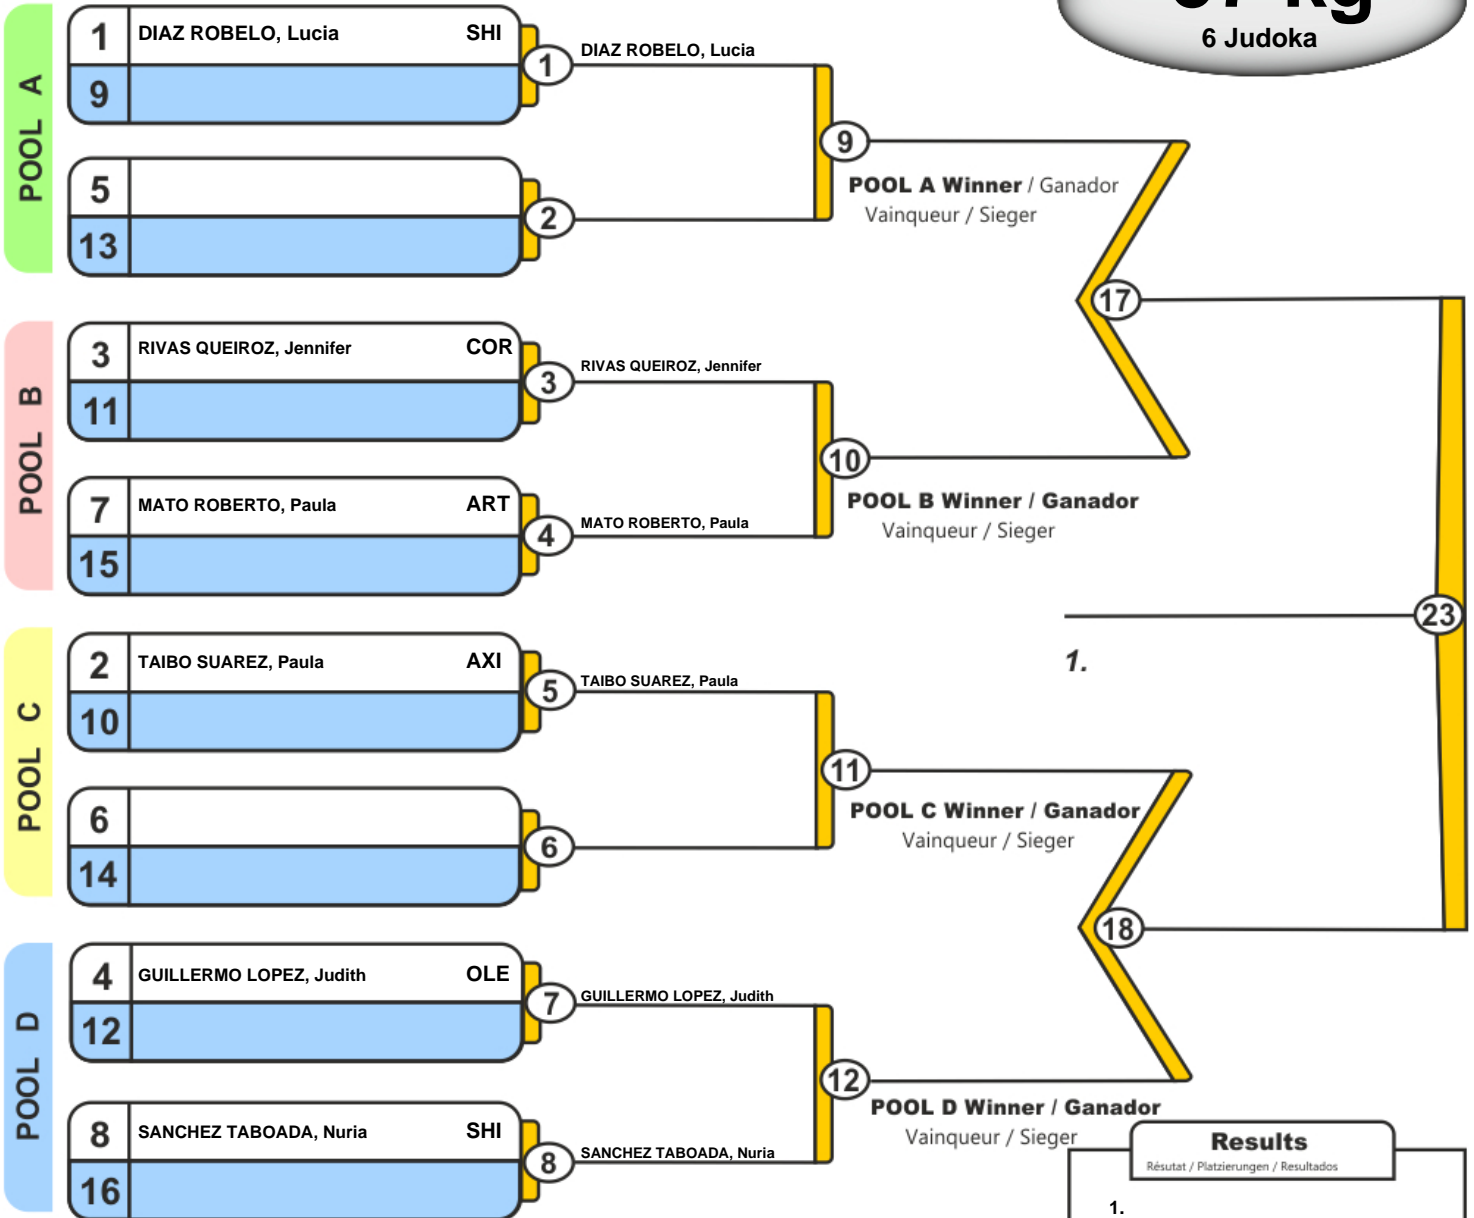 kg
6 Judoka
POOL A
1 DIAZ ROBELO, Lucia SHI
9
1 DIAZ ROBELO, Lucia
5
13
2
9
POOL A Winner / Ganador
Vainqueur / Sieger
POOL B
3 RIVAS QUEIROZ, Jennifer COR
11
3 RIVAS QUEIROZ, Jennifer
7 MATO ROBERTO, Paula ART
15
4 MATO ROBERTO, Paula
10
POOL B Winner / Ganador
Vainqueur / Sieger
17
POOL C
2 TAIBO SUAREZ, Paula AXI
10
5 TAIBO SUAREZ, Paula
6
14
6
11
POOL C Winner / Ganador
Vainqueur / Sieger
POOL D
4 GUILLERMO LOPEZ, Judith OLE
12
7 GUILLERMO LOPEZ, Judith
8 SANCHEZ TABOADA, Nuria SHI
16
8 SANCHEZ TABOADA, Nuria
12
POOL D Winner / Ganador
Vainqueur / Sieger
18
23
1.
Results
Résutat / Platzierungen / Resultados
1.